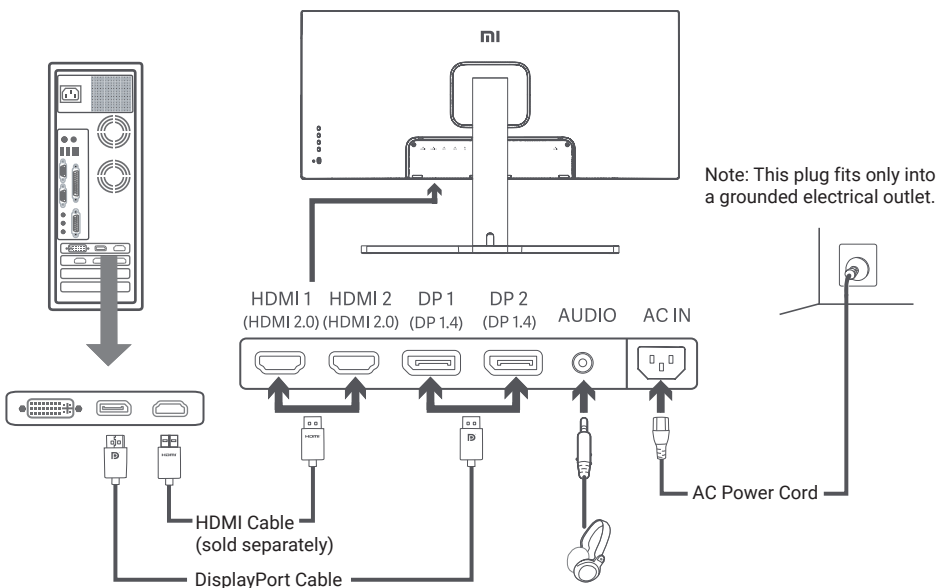 mi
Note: This plug fits only into
a grounded electrical outlet.
HDMI 1 HDMI 2 DP 1 DP 2 AUDIO AC IN
(HDMI 2.0) (HDMI 2.0) (DP 1.4) (DP 1.4)
HDMI
HDMI
AC Power Cord
HDMI Cable
(sold separately)
DisplayPort Cable